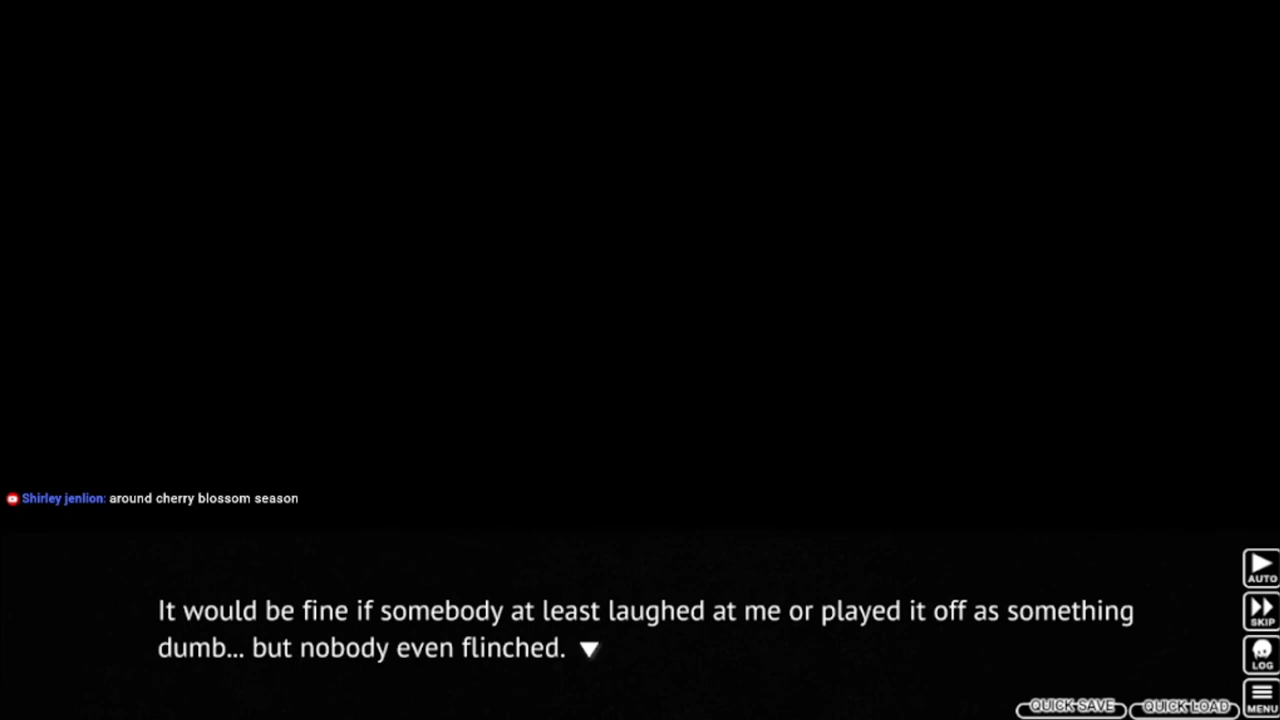 Shirley jenlion: around cherry blossom season
It would be fine if somebody at least laughed at me or played it off as something
dumb... but nobody even flinched.
AUTO
SKIP
LOG
MENU
QUICK SAVE
QUICK LOAD